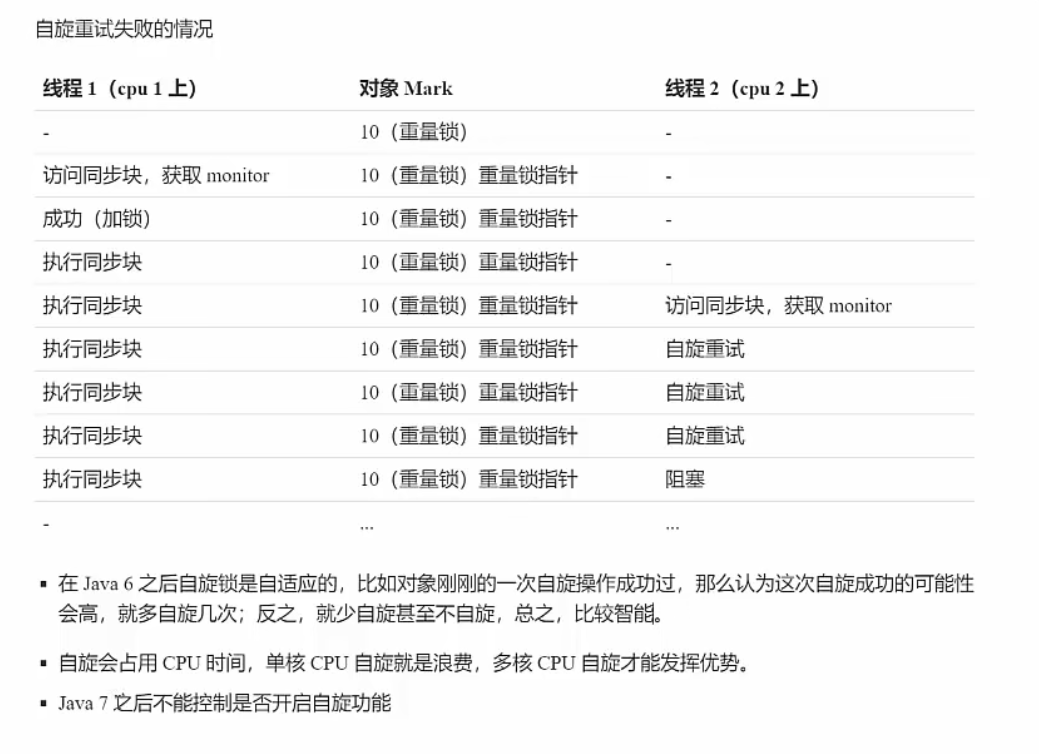 自旋重试失败的情况
线程 1（cpu 1 上） 对象 Mark 线程 2（cpu 2 上）
- 10（重量锁） -
访问同步块，获取 monitor 10（重量锁）重量锁指针 -
成功（加锁） 10（重量锁）重量锁指针 -
执行同步块 10（重量锁）重量锁指针 -
执行同步块 10（重量锁）重量锁指针 访问同步块，获取 monitor
执行同步块 10（重量锁）重量锁指针 自旋重试
执行同步块 10（重量锁）重量锁指针 自旋重试
执行同步块 10（重量锁）重量锁指针 自旋重试
执行同步块 10（重量锁）重量锁指针 阻塞
- ... ...
▪ 在 Java 6 之后自旋锁是自适应的，比如对象刚刚的一次自旋操作成功过，那么认为这次自旋成功的可能性
会高，就多自旋几次；反之，就少自旋甚至不自旋，总之，比较智能。
▪ 自旋会占用 CPU 时间，单核 CPU 自旋就是浪费，多核 CPU 自旋才能发挥优势。
▪ Java 7 之后不能控制是否开启自旋功能